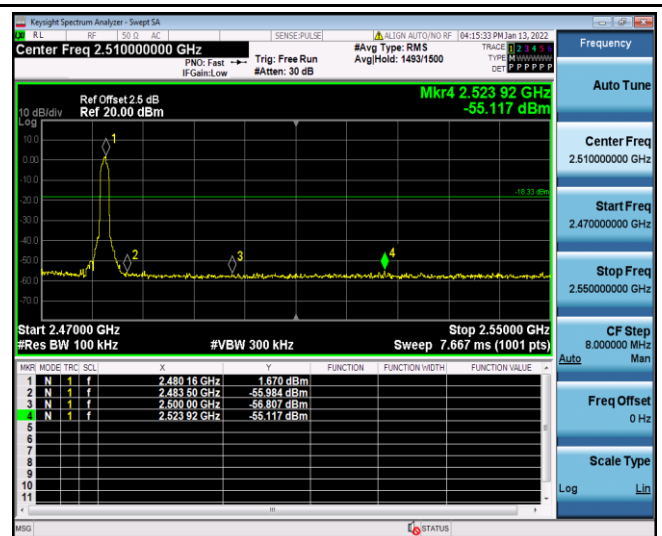 Keysight Spectrum Analyzer - Swept SA
RL RF 50 Ω AC SENSE:PULSE ALIGN AUTO/NO RF 04:15:33 PM Jan 13, 2022
Center Freq 2.510000000 GHz
PNO: Fast
IFGain:Low
Trig: Free Run
#Atten: 30 dB
#Avg Type: RMS
Avg|Hold: 1493/1500
TRACE 1 2 3 4 5 6
TYPE M W W W W W
DET P P P P P P
Ref Offset 2.5 dB
Ref 20.00 dBm
Mkr4 2.523 92 GHz
-55.117 dBm
10 dB/div
Log
10.0
0.00
-10.0
-20.0
-30.0
-40.0
-50.0
-60.0
-70.0
1
2
3
4
-18.33 dBm
Start 2.47000 GHz
Stop 2.55000 GHz
#Res BW 100 kHz #VBW 300 kHz Sweep 7.667 ms (1001 pts)
MKR MODE TRC SCL X Y FUNCTION FUNCTION WIDTH FUNCTION VALUE
1 N 1 f 2.480 16 GHz 1.670 dBm
2 N 1 f 2.483 50 GHz -55.984 dBm
3 N 1 f 2.500 00 GHz -56.807 dBm
4 N 1 f 2.523 92 GHz -55.117 dBm
5
6
7
8
9
10
11
MSG STATUS
Frequency
Auto Tune
Center Freq
2.510000000 GHz
Start Freq
2.470000000 GHz
Stop Freq
2.550000000 GHz
CF Step
8.000000 MHz
Auto Man
Freq Offset
0 Hz
Scale Type
Log Lin